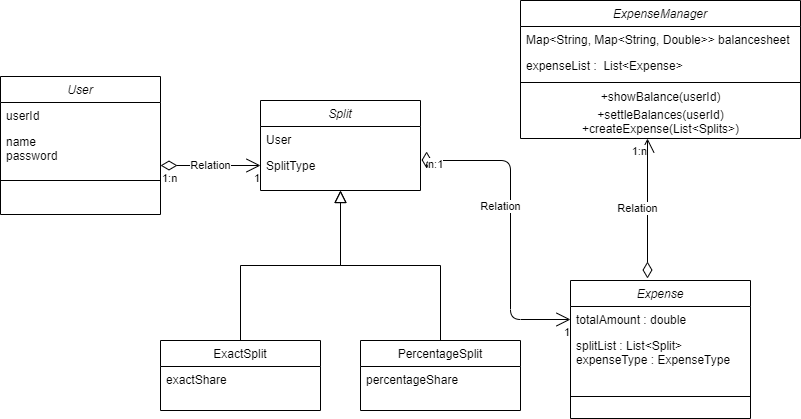 ExpenseManager
Map<String, Map<String, Double>> balancesheet
expenseList :  List<Expense>
+showBalance(userId)
+settleBalances(userId)
+createExpense(List<Splits>)
1:n
User
userId
name
password
Relation
1:n
1
Split
User
SplitType
n:1
Relation
Relation
Expense
totalAmount : double
splitList : List<Split>
expenseType : ExpenseType
1
ExactSplit
exactShare
PercentageSplit
percentageShare